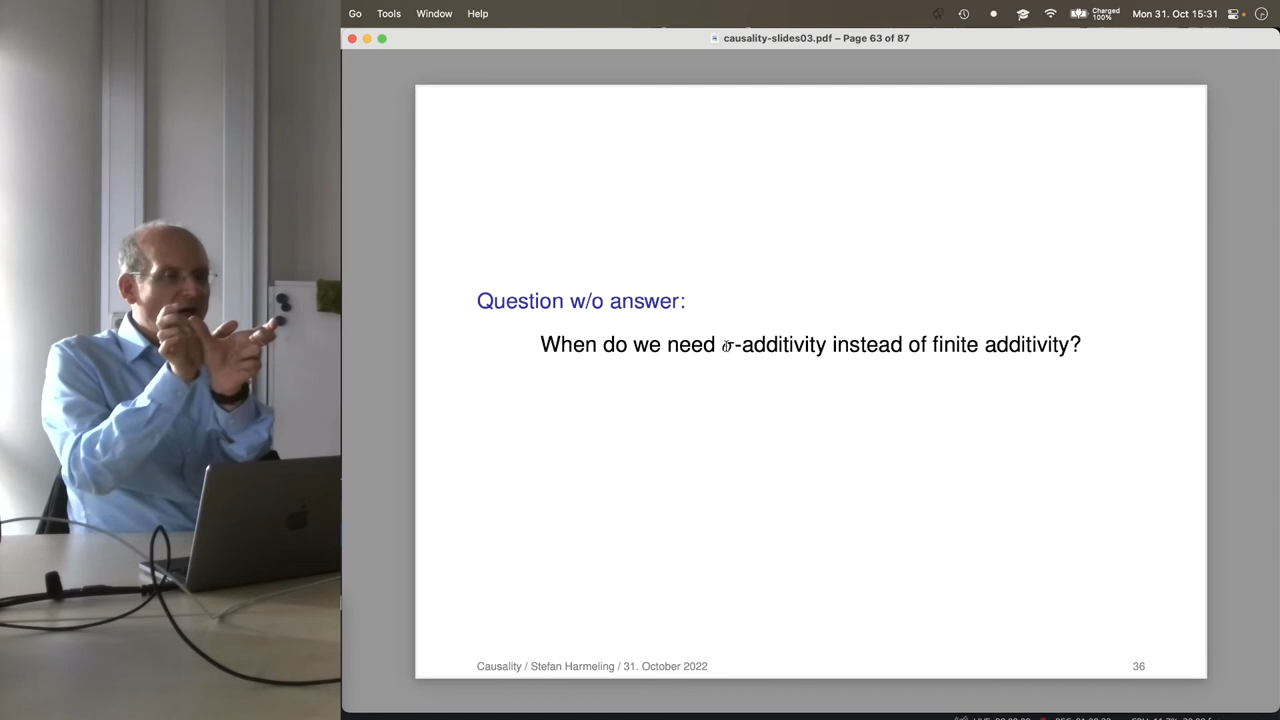 Go Tools Window Help
Charged
100%
Mon 31. Oct 15:31
causality-slides03.pdf – Page 63 of 87
Question w/o answer:
When do we need σ-additivity instead of finite additivity?
Causality / Stefan Harmeling / 31. October 2022
36